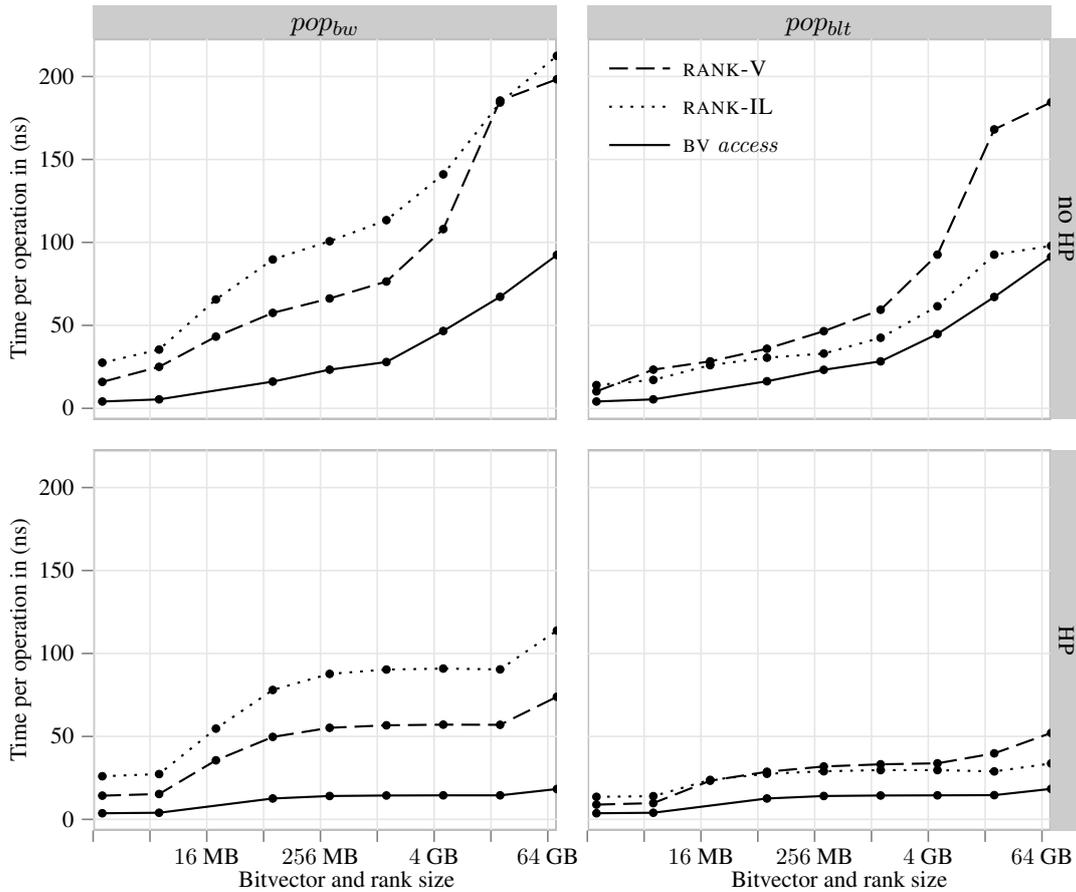 pop_bw
pop_blt
Time per operation in (ns)
200
150
100
50
0
RANK-V
RANK-IL
BV access
no HP
Time per operation in (ns)
200
150
100
50
0
HP
16 MB 256 MB 4 GB 64 GB
16 MB 256 MB 4 GB 64 GB
Bitvector and rank size
Bitvector and rank size